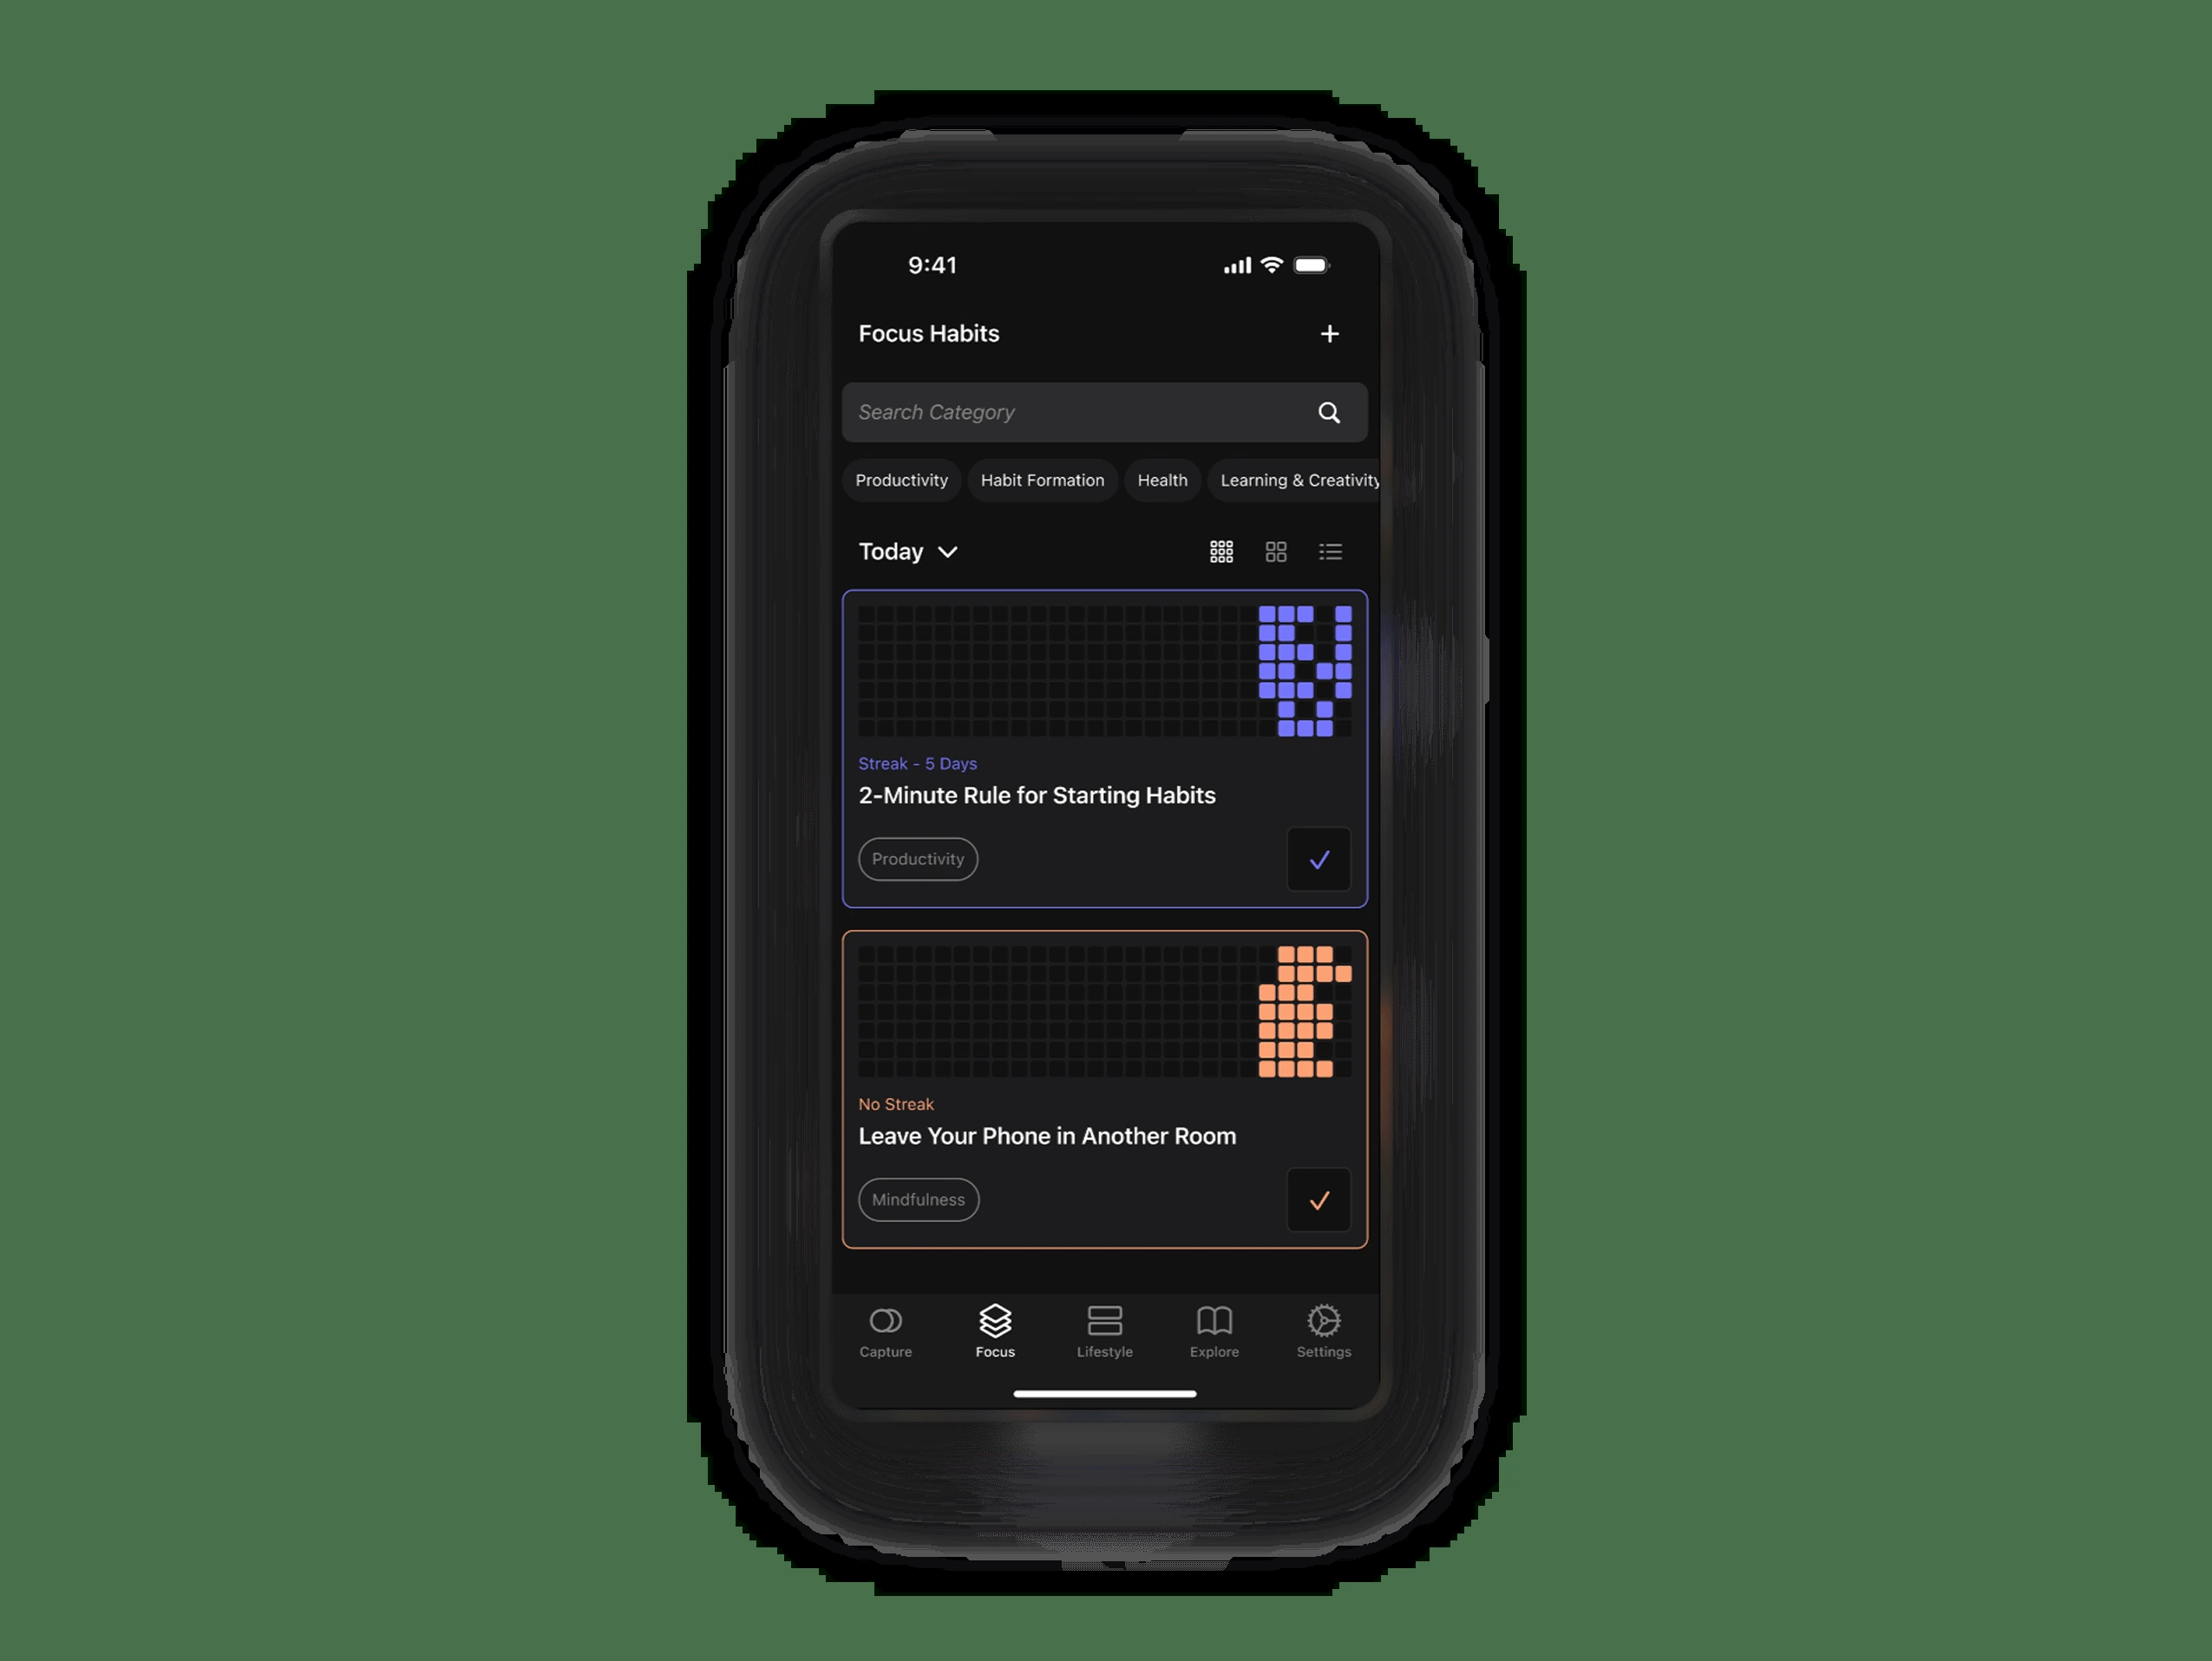 9:41
Focus Habits
Search Category
Productivity Habit Formation Health Learning & Creativity
Today
Streak - 5 Days
2-Minute Rule for Starting Habits
Productivity
No Streak
Leave Your Phone in Another Room
Mindfulness
Capture Focus Lifestyle Explore Settings